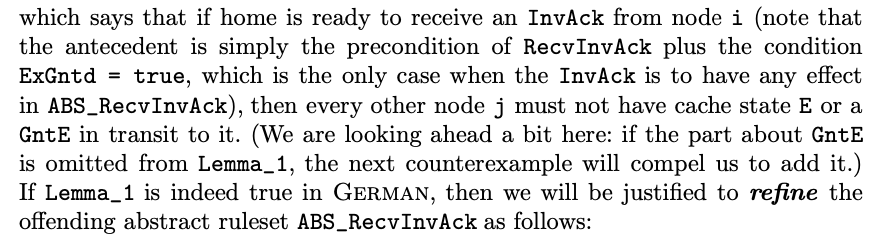 which says that if home is ready to receive an InvAck from node i (note that
the antecedent is simply the precondition of RecvInvAck plus the condition
ExGntd = true, which is the only case when the InvAck is to have any effect
in ABS_RecvInvAck), then every other node j must not have cache state E or a
GntE in transit to it. (We are looking ahead a bit here: if the part about GntE
is omitted from Lemma_1, the next counterexample will compel us to add it.)
If Lemma_1 is indeed true in GERMAN, then we will be justified to refine the
offending abstract ruleset ABS_RecvInvAck as follows: